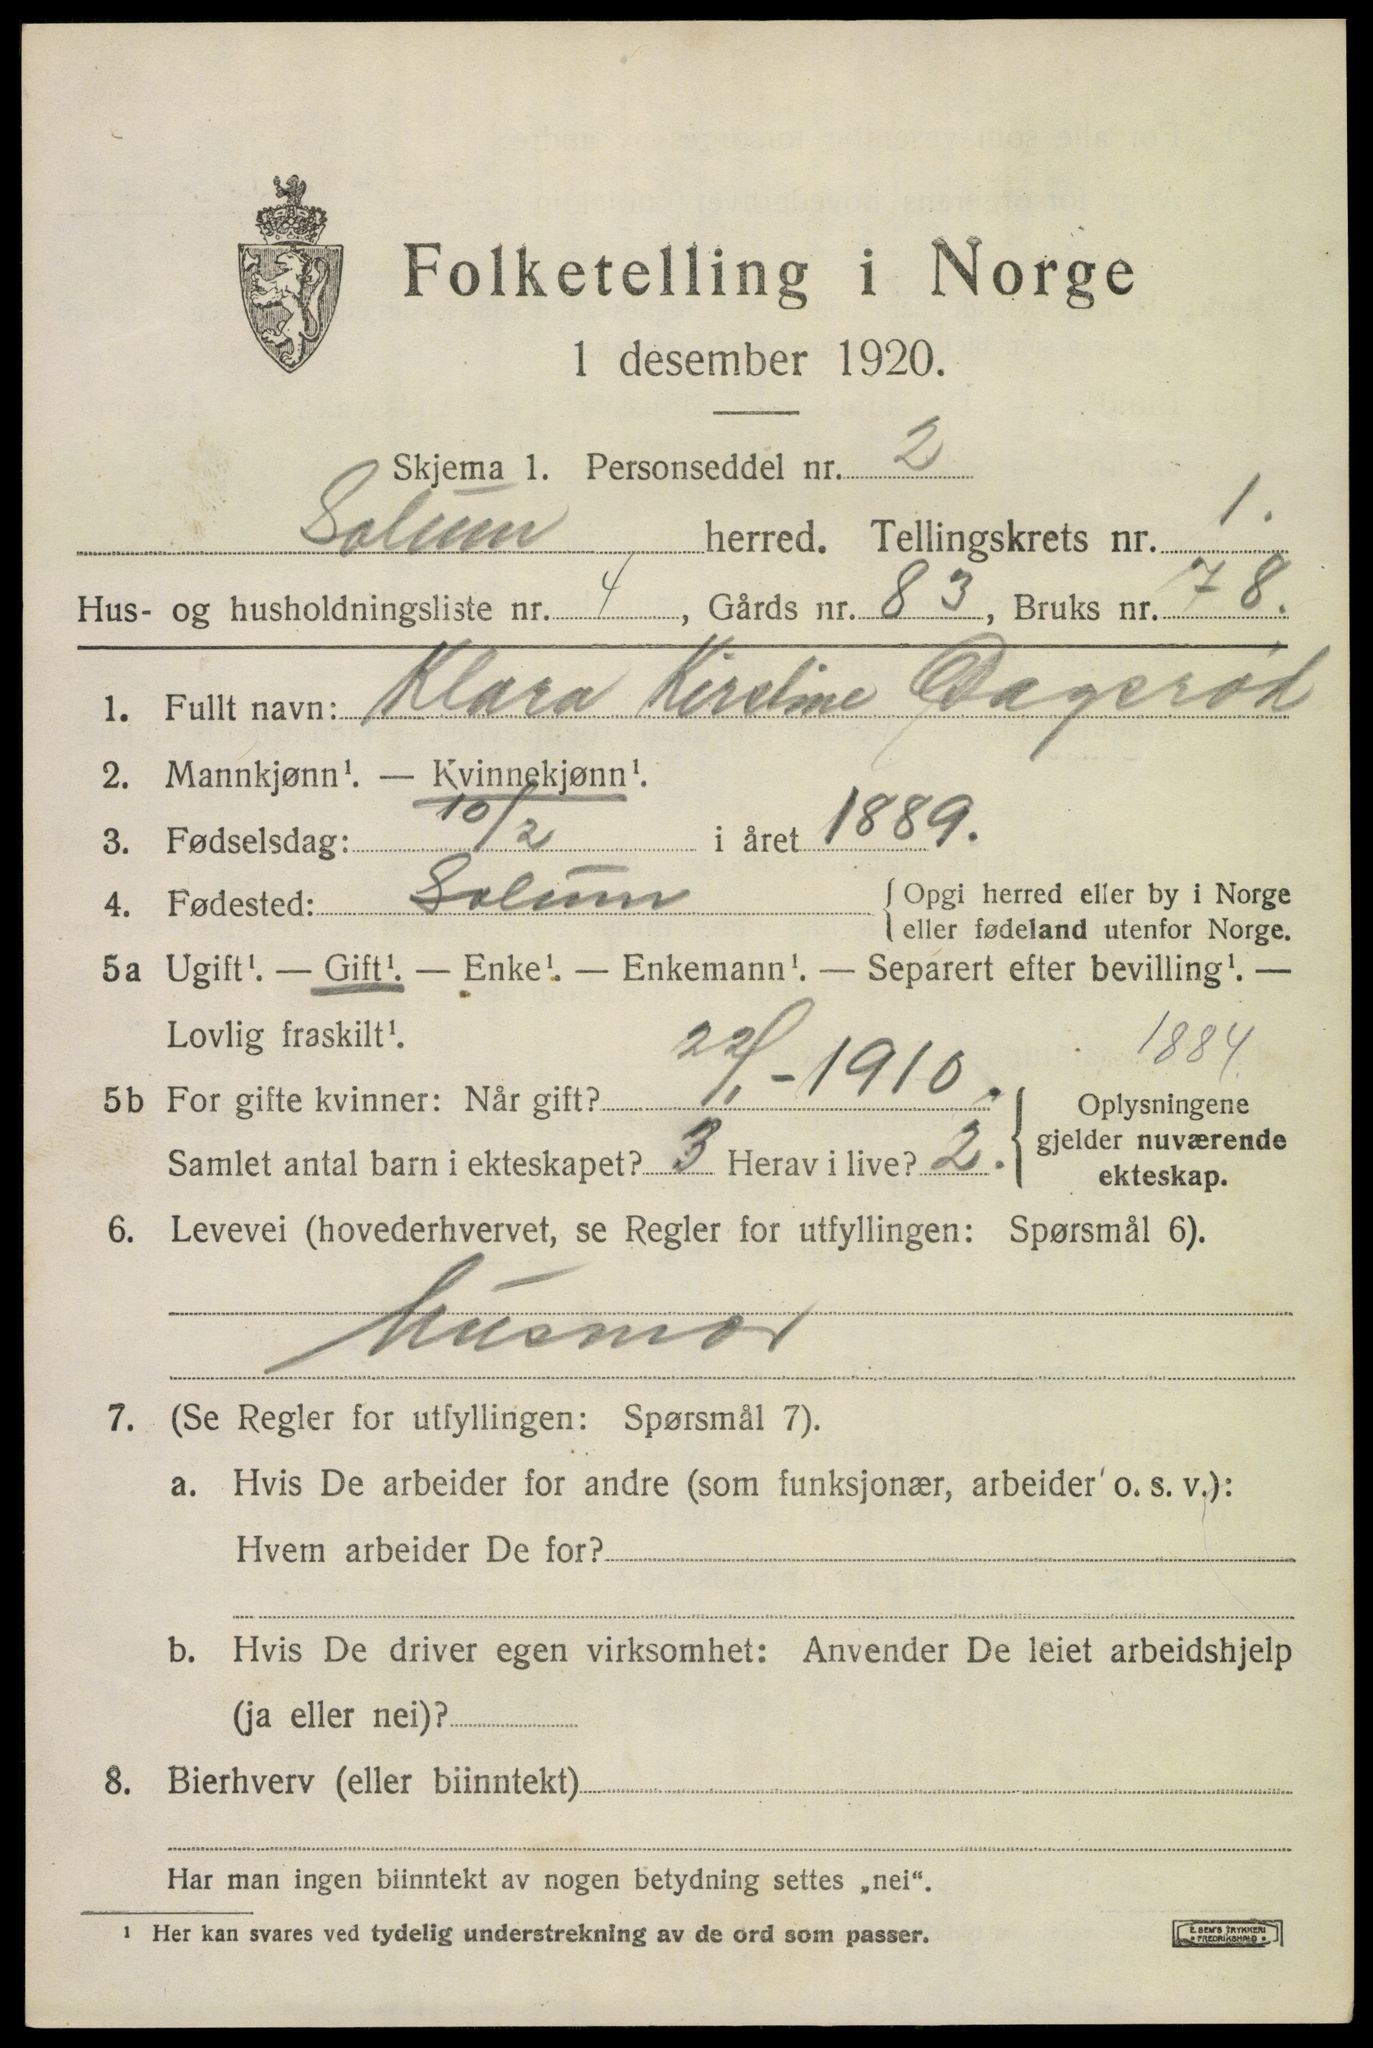 Folketelling i Norge
1 desember 1920.
Skjema 1. Personseddel nr. 2
Solum herred. Tellingskrets nr. 1.
Hus- og husholdningsliste nr. 4, Gårds nr. 83, Bruks nr. 78.
1. Fullt navn: Klara Kirstine Dagsrød
2. Mannkjønn¹. — Kvinnekjønn¹.
3. Fødselsdag: 10/2 i året 1889.
4. Fødested: Solum { Opgi herred eller by i Norge
eller fødeland utenfor Norge.
5a Ugift¹. — Gift¹. — Enke¹. — Enkemann¹. — Separert efter bevilling¹. —
Lovlig fraskilt¹.
1884
5b For gifte kvinner: Når gift? 22/1 - 1910.
Samlet antal barn i ekteskapet? 3 Herav i live? 2.
Oplysningene
gjelder nuværende
ekteskap.
6. Levevei (hovederhvervet, se Regler for utfyllingen: Spørsmål 6).
Husmor
7. (Se Regler for utfyllingen: Spørsmål 7).
a. Hvis De arbeider for andre (som funksjonær, arbeider o. s. v.):
Hvem arbeider De for?
b. Hvis De driver egen virksomhet: Anvender De leiet arbeidshjelp
(ja eller nei)?
8. Bierhverv (eller biinntekt)
Har man ingen biinntekt av nogen betydning settes „nei“.
¹ Her kan svares ved tydelig understrekning av de ord som passer.
E. SEM'S TRYKKERI
FREDRIKSHALD